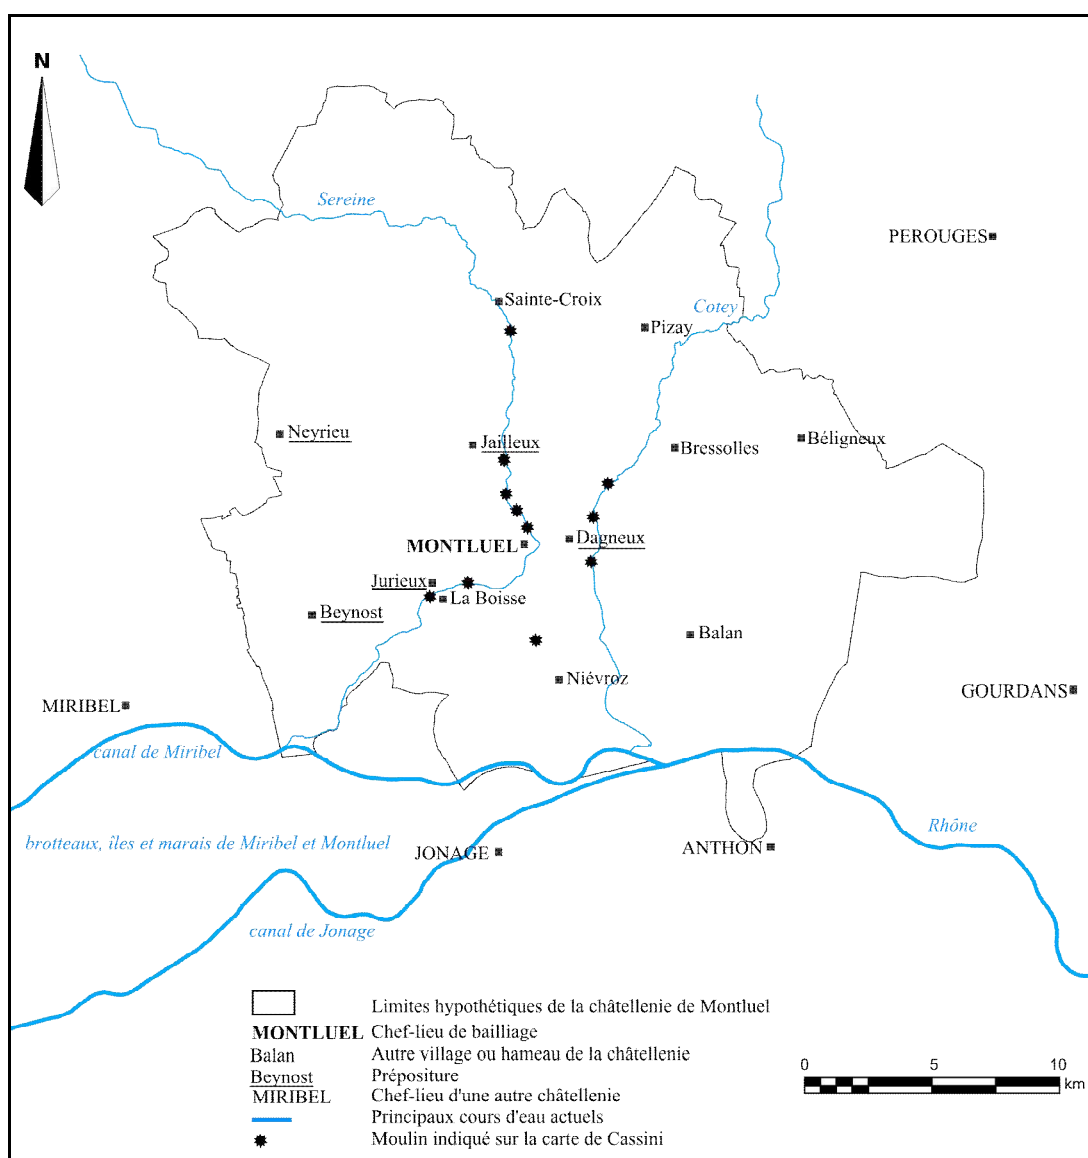 N
Sereine
PEROUGES
Sainte-Croix
Cotey
Pizay
Neyrieu
Jailleux
Bressolles
Béligneux
MONTLUEL
Dagneux
Jurieux
La Boisse
Beynost
Balan
Niévroz
MIRIBEL
GOURDANS
canal de Miribel
Rhône
brotteaux, îles et marais de Miribel et Montluel
JONAGE
ANTHON
canal de Jonage
Limites hypothétiques de la châtellenie de Montluel
MONTLUEL Chef-lieu de bailliage
Balan Autre village ou hameau de la châtellenie
Beynost Prépositure
MIRIBEL Chef-lieu d'une autre châtellenie
Principaux cours d'eau actuels
Moulin indiqué sur la carte de Cassini
0 5 10
km